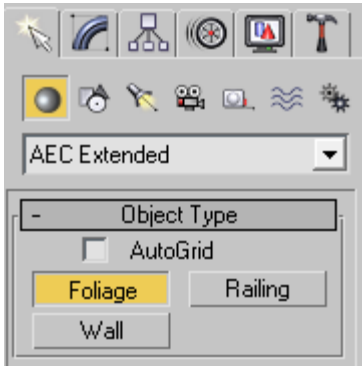 AEC Extended
- Object Type
AutoGrid
Foliage Railing
Wall